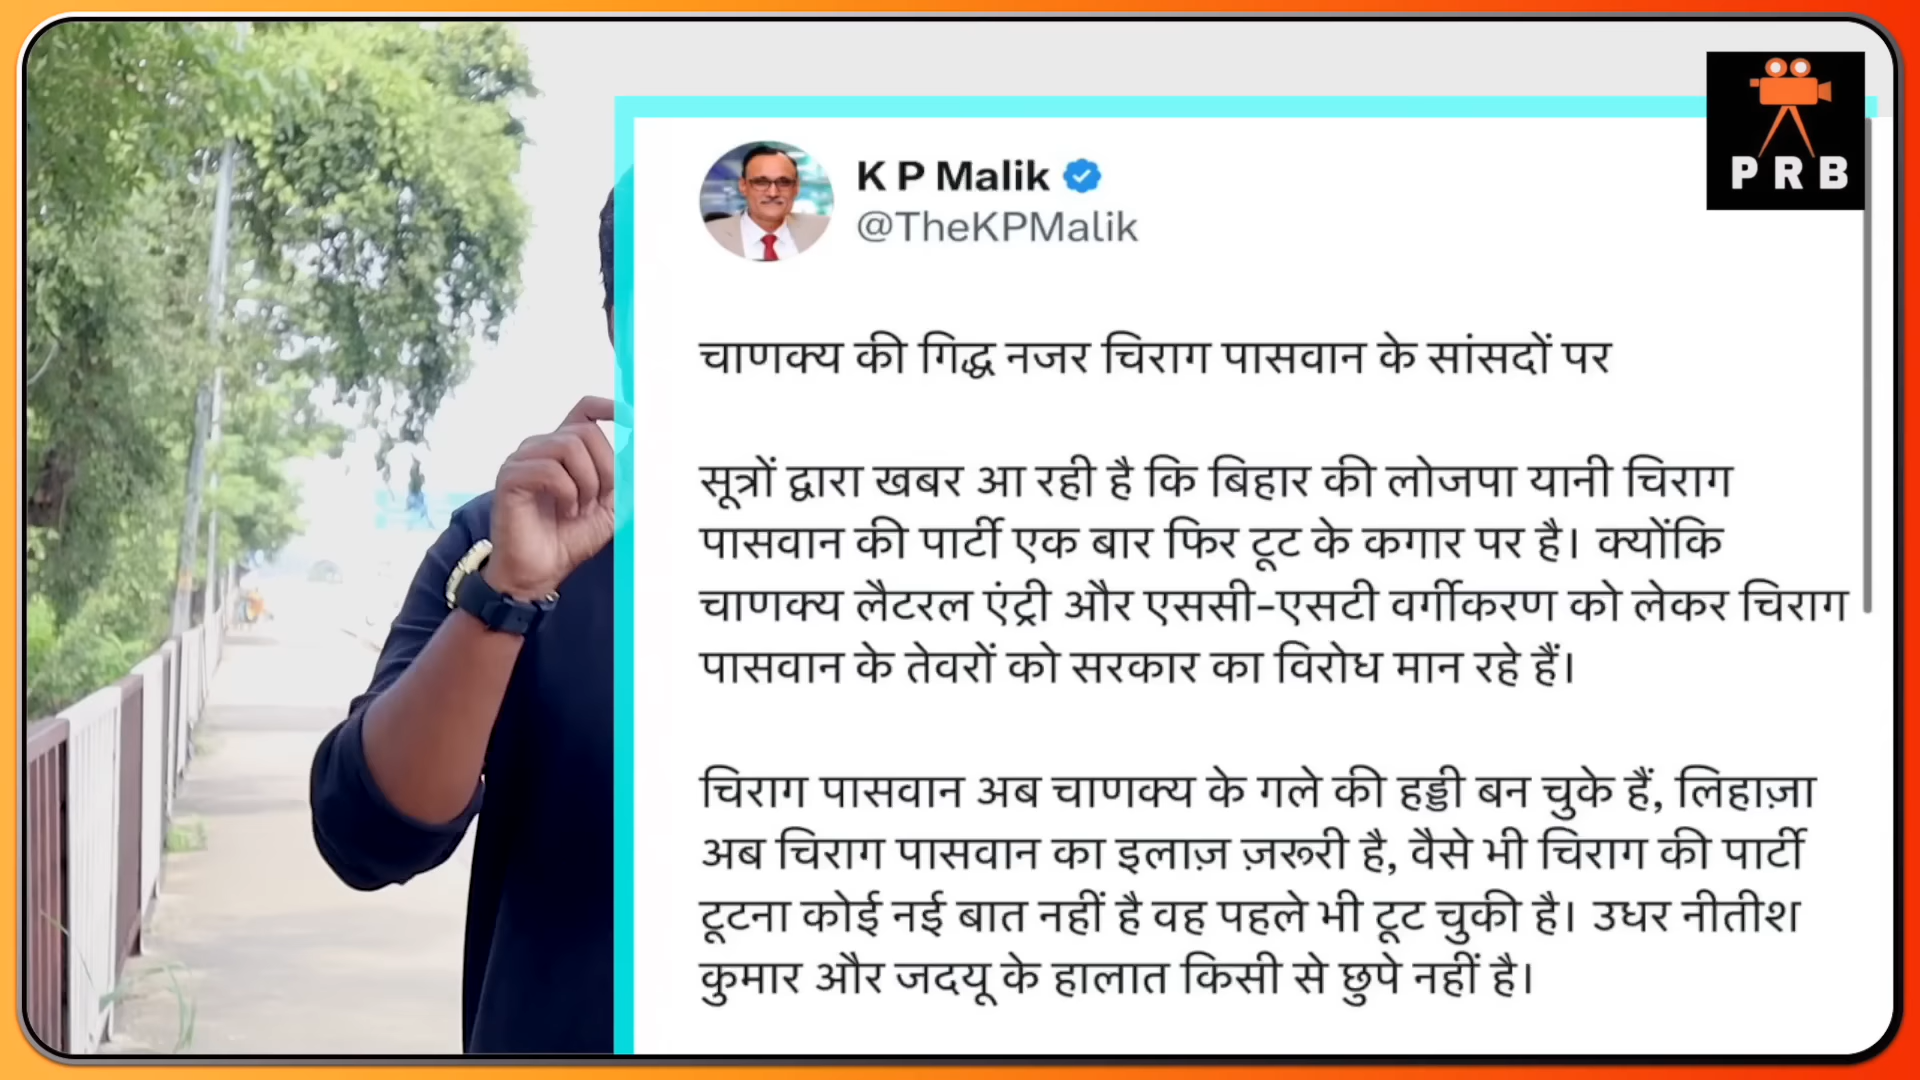 PRB
K P Malik
@TheKPMalik
चाणक्य की गिद्ध नजर चिराग पासवान के सांसदों पर
सूत्रों द्वारा खबर आ रही है कि बिहार की लोजपा यानी चिराग
पासवान की पार्टी एक बार फिर टूट के कगार पर है। क्योंकि
चाणक्य लैटरल एंट्री और एससी-एसटी वर्गीकरण को लेकर चिराग
पासवान के तेवरों को सरकार का विरोध मान रहे हैं।
चिराग पासवान अब चाणक्य के गले की हड्डी बन चुके हैं, लिहाज़ा
अब चिराग पासवान का इलाज़ ज़रूरी है, वैसे भी चिराग की पार्टी
टूटना कोई नई बात नहीं है वह पहले भी टूट चुकी है। उधर नीतीश
कुमार और जदयू के हालात किसी से छुपे नहीं है।